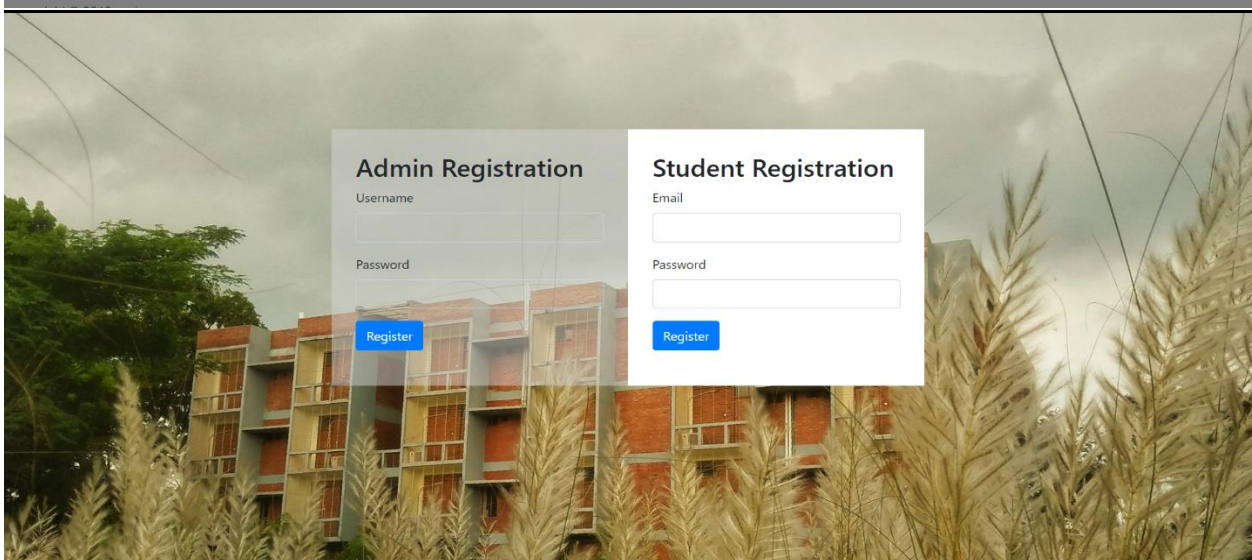 Admin Registration
Username
Password
Register
Student Registration
Email
Password
Register